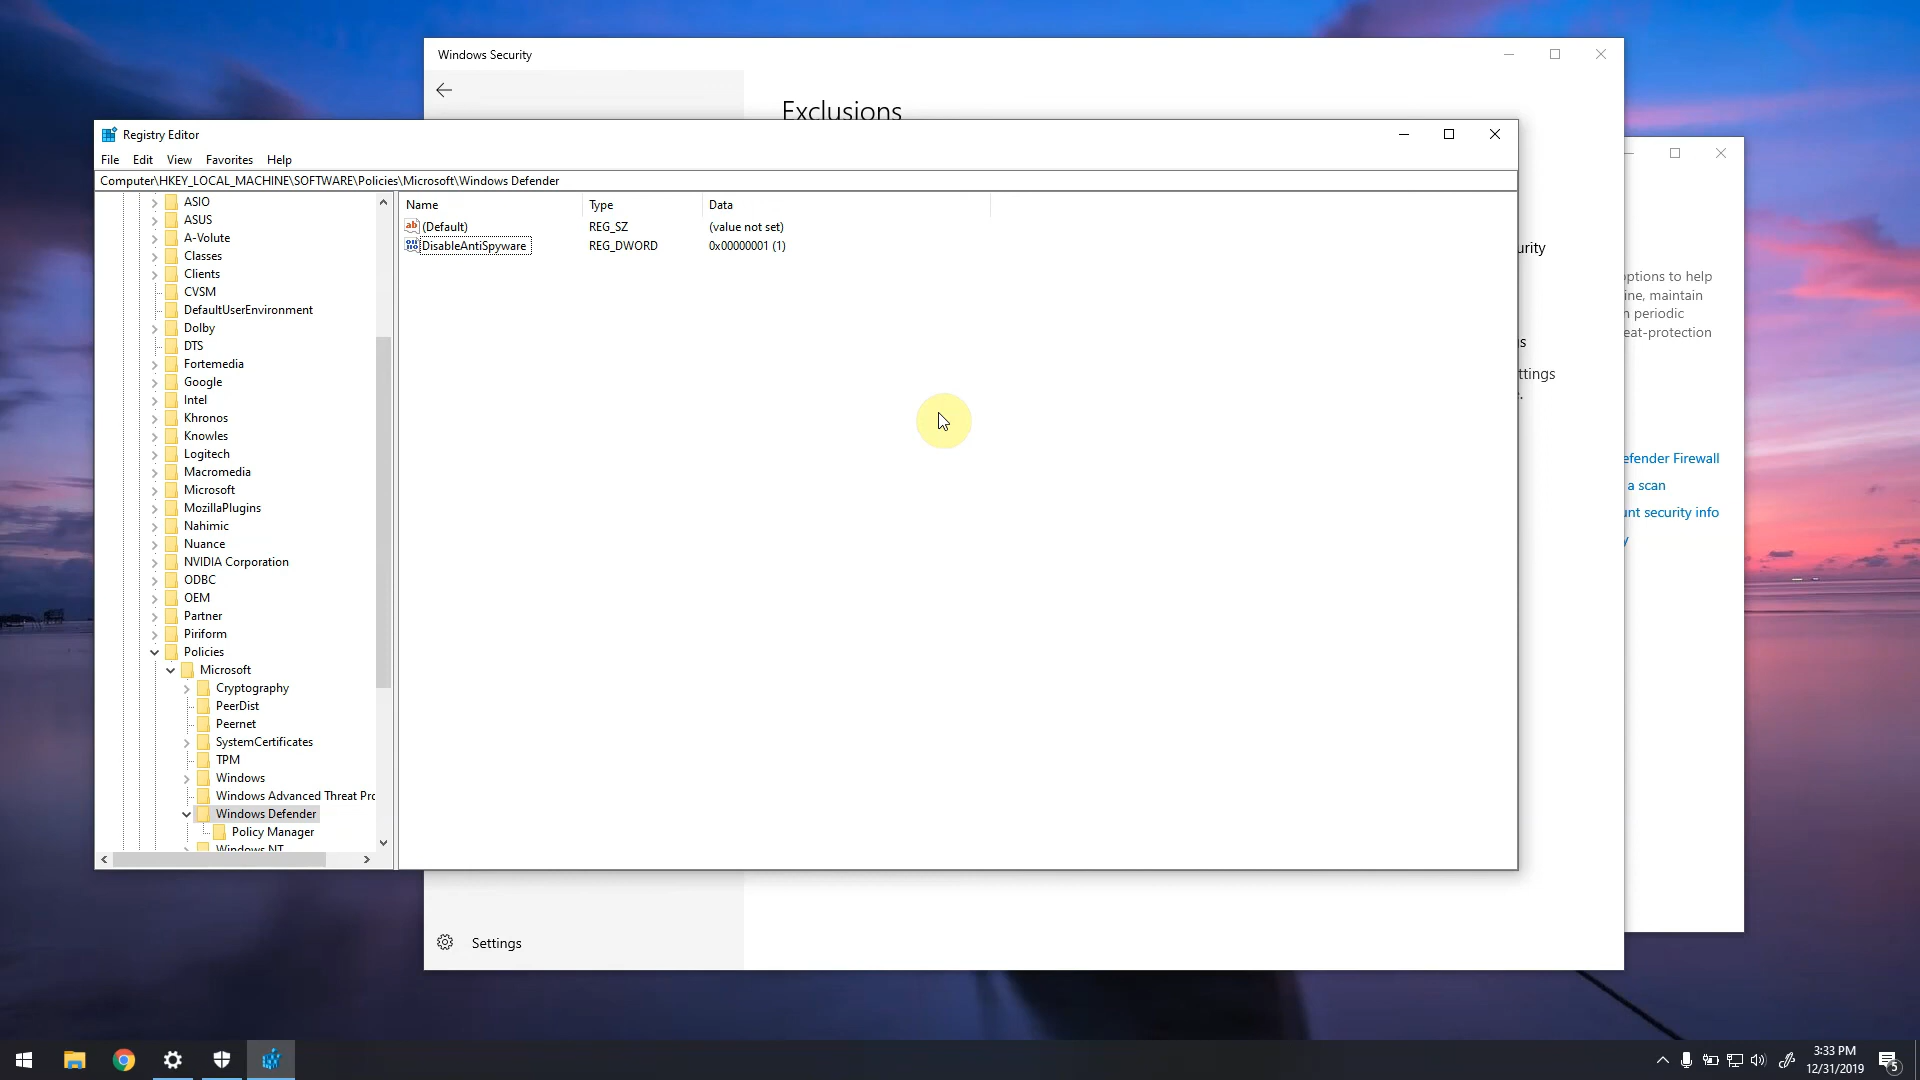 Windows Security
Exclusions
Registry Editor
File Edit View Favorites Help
Computer\HKEY_LOCAL_MACHINE\SOFTWARE\Policies\Microsoft\Windows Defender
ASIO
ASUS
A-Volute
Classes
Clients
CVSM
DefaultUserEnvironment
Dolby
DTS
Fortemedia
Google
Intel
Khronos
Knowles
Logitech
Macromedia
Microsoft
MozillaPlugins
Nahimic
Nuance
NVIDIA Corporation
ODBC
OEM
Partner
Piriform
Policies
Microsoft
Cryptography
PeerDist
Peernet
SystemCertificates
TPM
Windows
Windows Advanced Threat Pro
Windows Defender
Policy Manager
Windows NT
Name Type Data
(Default) REG_SZ (value not set)
DisableAntiSpyware REG_DWORD 0x00000001 (1)
urity
s
ttings
.
ptions to help
ine, maintain
n periodic
eat-protection
efender Firewall
a scan
unt security info
y
Settings
3:33 PM
12/31/2019
5